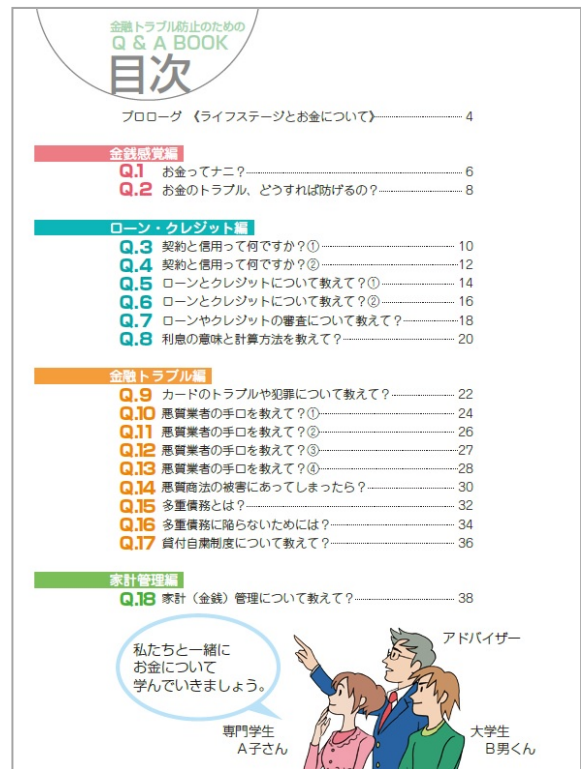 金融トラブル防止のための
Q & A BOOK
目次
プロローグ 《ライフステージとお金について》 4
金銭感覚編
Q.1 お金ってナニ? 6
Q.2 お金のトラブル、どうすれば防げるの? 8
ローン・クレジット編
Q.3 契約と信用って何ですか?① 10
Q.4 契約と信用って何ですか?② 12
Q.5 ローンとクレジットについて教えて?① 14
Q.6 ローンとクレジットについて教えて?② 16
Q.7 ローンやクレジットの審査について教えて? 18
Q.8 利息の意味と計算方法を教えて? 20
金融トラブル編
Q.9 カードのトラブルや犯罪について教えて? 22
Q.10 悪質業者の手口を教えて?① 24
Q.11 悪質業者の手口を教えて?② 26
Q.12 悪質業者の手口を教えて?③ 27
Q.13 悪質業者の手口を教えて?④ 28
Q.14 悪質商法の被害にあってしまったら? 30
Q.15 多重債務とは? 32
Q.16 多重債務に陥らないためには? 34
Q.17 貸付自粛制度について教えて? 36
家計管理編
Q.18 家計(金銭)管理について教えて? 38
私たちと一緒に
お金について
学んでいきましょう。
アドバイザー
専門学生
A子さん
大学生
B男くん